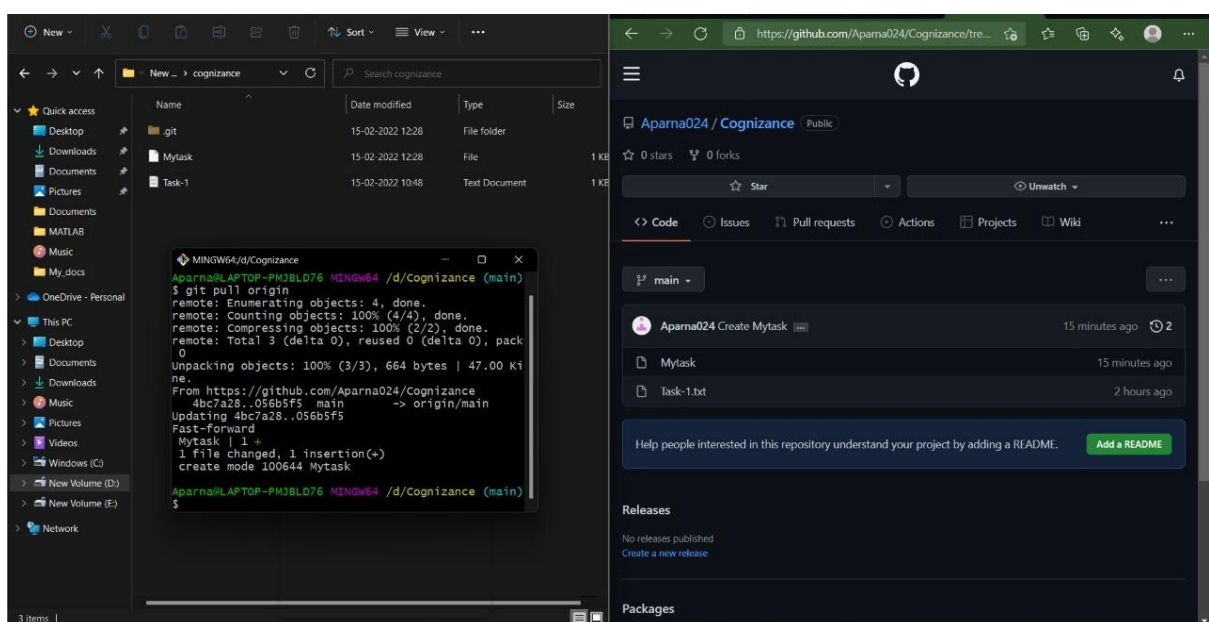 New
Sort
View
New _ › cognizance
Search cognizance
Name
Date modified
Type
Size
Quick access
Desktop
Downloads
Documents
Pictures
Documents
MATLAB
Music
My_docs
OneDrive - Personal
This PC
Desktop
Documents
Downloads
Music
Pictures
Videos
Windows (C:)
New Volume (D:)
New Volume (E:)
Network
3 items
.git 15-02-2022 12:28 File folder
Mytask 15-02-2022 12:28 File 1 KB
Task-1 15-02-2022 10:48 Text Document 1 KB
MINGW64:/d/Cognizance
Aparna@LAPTOP-PMJBLD76 MINGW64 /d/Cognizance (main)
$ git pull origin
remote: Enumerating objects: 4, done.
remote: Counting objects: 100% (4/4), done.
remote: Compressing objects: 100% (2/2), done.
remote: Total 3 (delta 0), reused 0 (delta 0), pack
0
Unpacking objects: 100% (3/3), 664 bytes | 47.00 Ki
ne.
From https://github.com/Aparna024/Cognizance
4bc7a28..056b5f5 main -> origin/main
Updating 4bc7a28..056b5f5
Fast-forward
Mytask | 1 +
1 file changed, 1 insertion(+)
create mode 100644 Mytask
Aparna@LAPTOP-PMJBLD76 MINGW64 /d/Cognizance (main)
$
https://github.com/Aparna024/Cognizance/tre...
Aparna024 / Cognizance Public
0 stars 0 forks
Star
Unwatch
Code Issues Pull requests Actions Projects Wiki
main
Aparna024 Create Mytask 15 minutes ago 2
Mytask 15 minutes ago
Task-1.txt 2 hours ago
Help people interested in this repository understand your project by adding a README. Add a README
Releases
No releases published
Create a new release
Packages